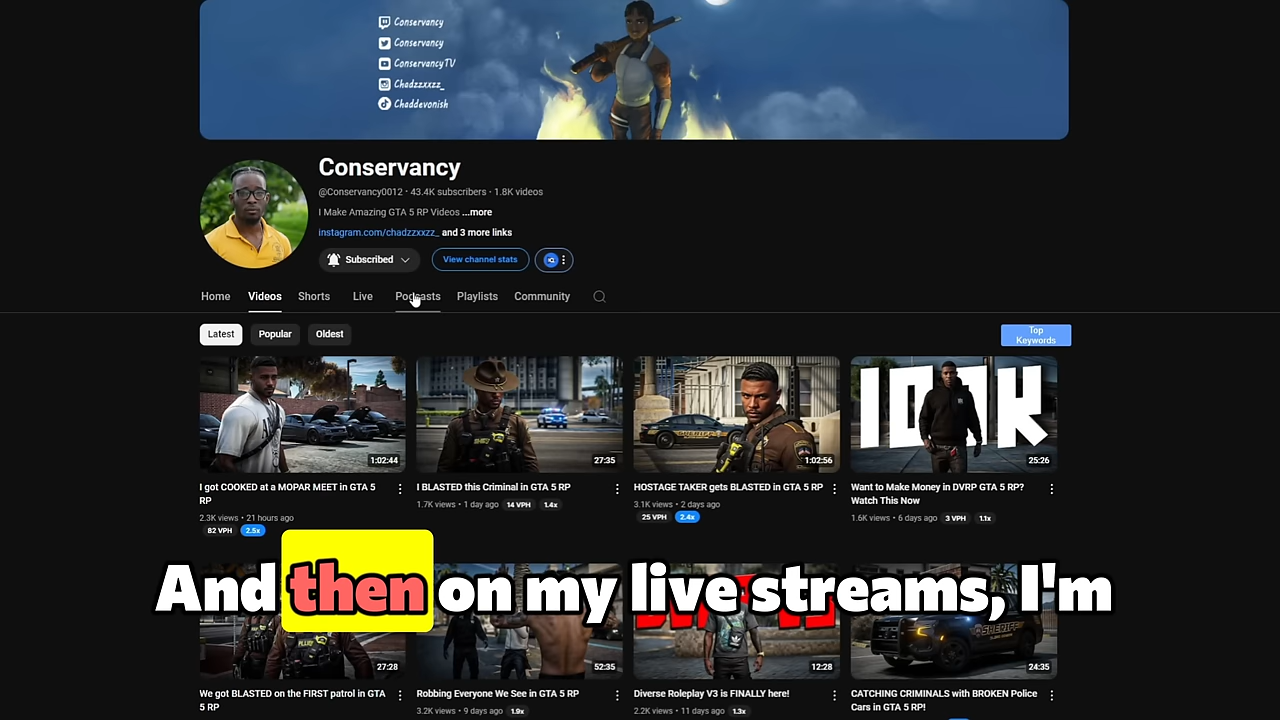 Conservancy
Conservancy
ConservancyTV
Chadzzxxzz_
Chaddevonish
Conservancy
@Conservancy0012 · 43.4K subscribers · 1.8K videos
I Make Amazing GTA 5 RP Videos ...more
instagram.com/chadzzxxzz_ and 3 more links
Subscribed
View channel stats
Home Videos Shorts Live Podcasts Playlists Community
Latest Popular Oldest
Top
Keywords
100K
1:02:44 27:35 1:02:56 25:26
I got COOKED at a MOPAR MEET in GTA 5
RP
2.3K views • 21 hours ago
82 VPH 2.5x
I BLASTED this Criminal in GTA 5 RP
1.7K views • 1 day ago 14 VPH 1.4x
HOSTAGE TAKER gets BLASTED in GTA 5 RP
3.1K views • 2 days ago
25 VPH 2.4x
Want to Make Money in DVRP GTA 5 RP?
Watch This Now
1.6K views • 6 days ago 3 VPH 1.1x
And then on my live streams, I'm
SHERIFF
27:28 52:35 12:28 24:35
We got BLASTED on the FIRST patrol in GTA
5 RP
Robbing Everyone We See in GTA 5 RP
3.2K views • 9 days ago 1.9x
Diverse Roleplay V3 is FINALLY here!
2.2K views • 11 days ago 1.3x
CATCHING CRIMINALS with BROKEN Police
Cars in GTA 5 RP!